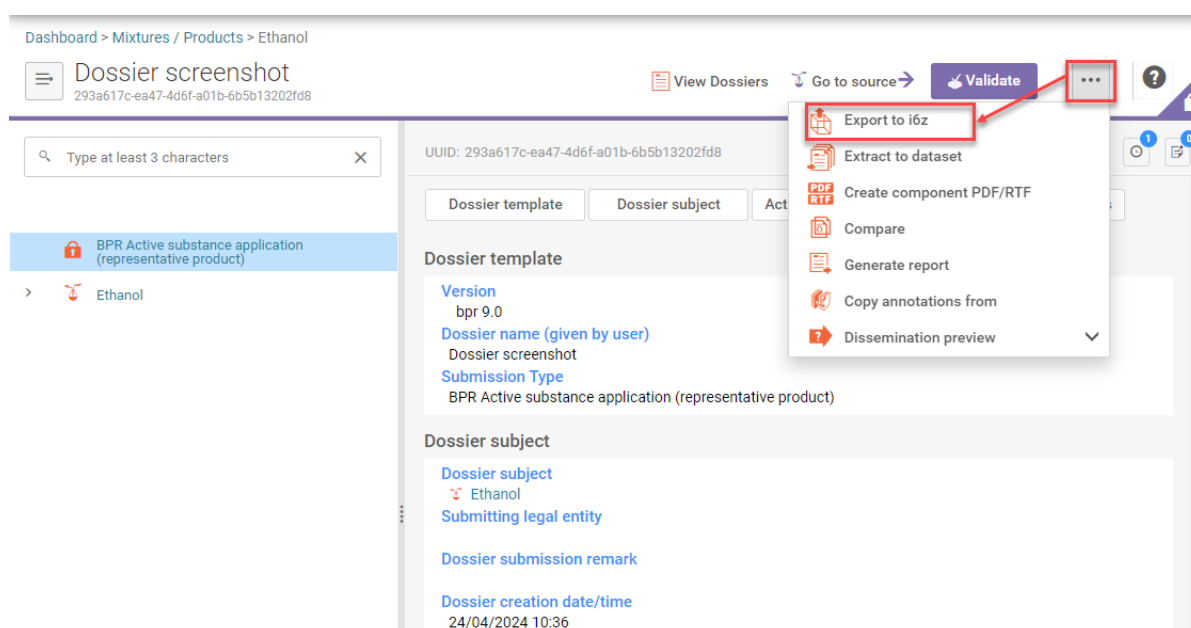 Dashboard > Mixtures / Products > Ethanol
Dossier screenshot
293a617c-ea47-4d6f-a01b-6b5b13202fd8
View Dossiers
Go to source
Validate
...
?
Export to i6z
Extract to dataset
PDF
RTF
Create component PDF/RTF
Compare
Generate report
Copy annotations from
Dissemination preview
Type at least 3 characters
BPR Active substance application
(representative product)
Ethanol
UUID: 293a617c-ea47-4d6f-a01b-6b5b13202fd8
1
0
Dossier template
Dossier subject
Act
s
Dossier template
Version
bpr 9.0
Dossier name (given by user)
Dossier screenshot
Submission Type
BPR Active substance application (representative product)
Dossier subject
Dossier subject
Ethanol
Submitting legal entity
Dossier submission remark
Dossier creation date/time
24/04/2024 10:36